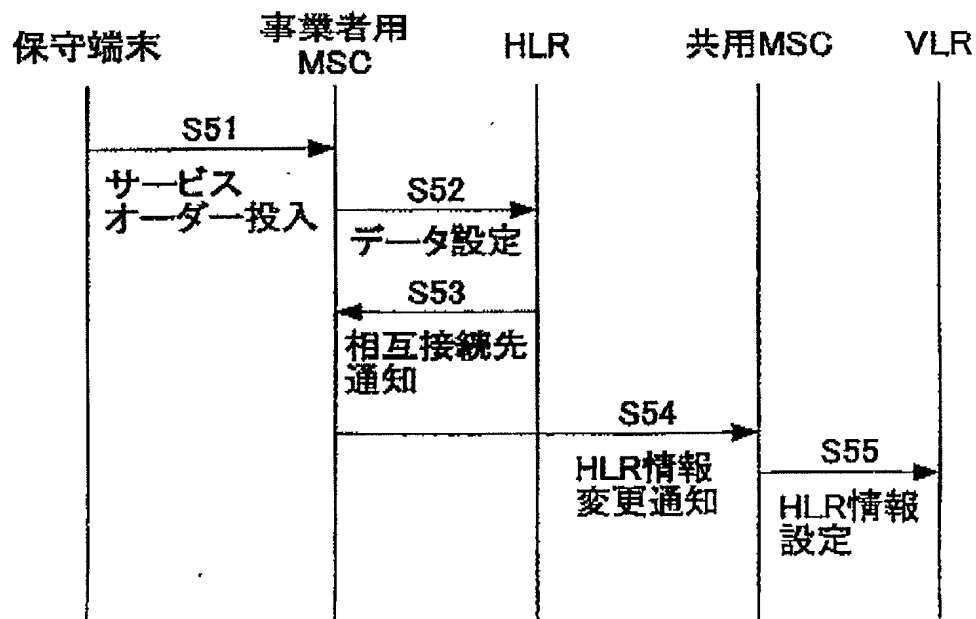 保守端末
事業者用
MSC
HLR
共用MSC
VLR
S51
サービス
オーダー投入
S52
データ設定
S53
相互接続先
通知
S54
HLR情報
変更通知
S55
HLR情報
設定